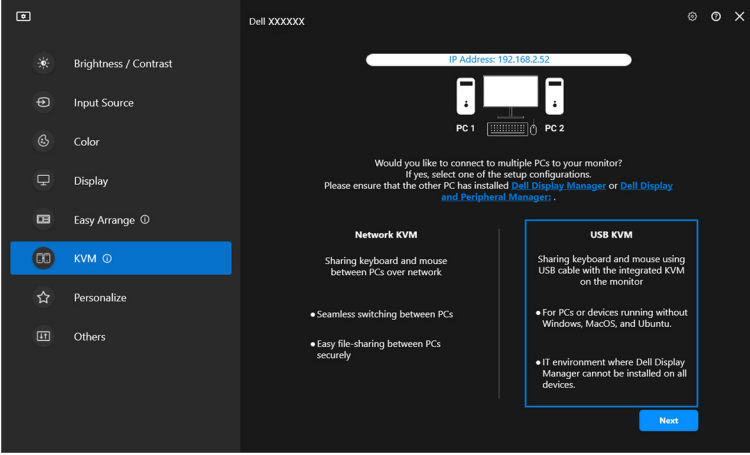 Dell XXXXXX
Brightness / Contrast
Input Source
Color
Display
Easy Arrange
KVM
Personalize
Others
IP Address: 192.168.2.52
PC 1
PC 2
Would you like to connect to multiple PCs to your monitor?
If yes, select one of the setup configurations.
Please ensure that the other PC has installed Dell Display Manager or Dell Display
and Peripheral Manager: .
Network KVM
Sharing keyboard and mouse
between PCs over network
● Seamless switching between PCs
● Easy file-sharing between PCs
securely
USB KVM
Sharing keyboard and mouse using
USB cable with the integrated KVM
on the monitor
● For PCs or devices running without
Windows, MacOS, and Ubuntu.
● IT environment where Dell Display
Manager cannot be installed on all
devices.
Next